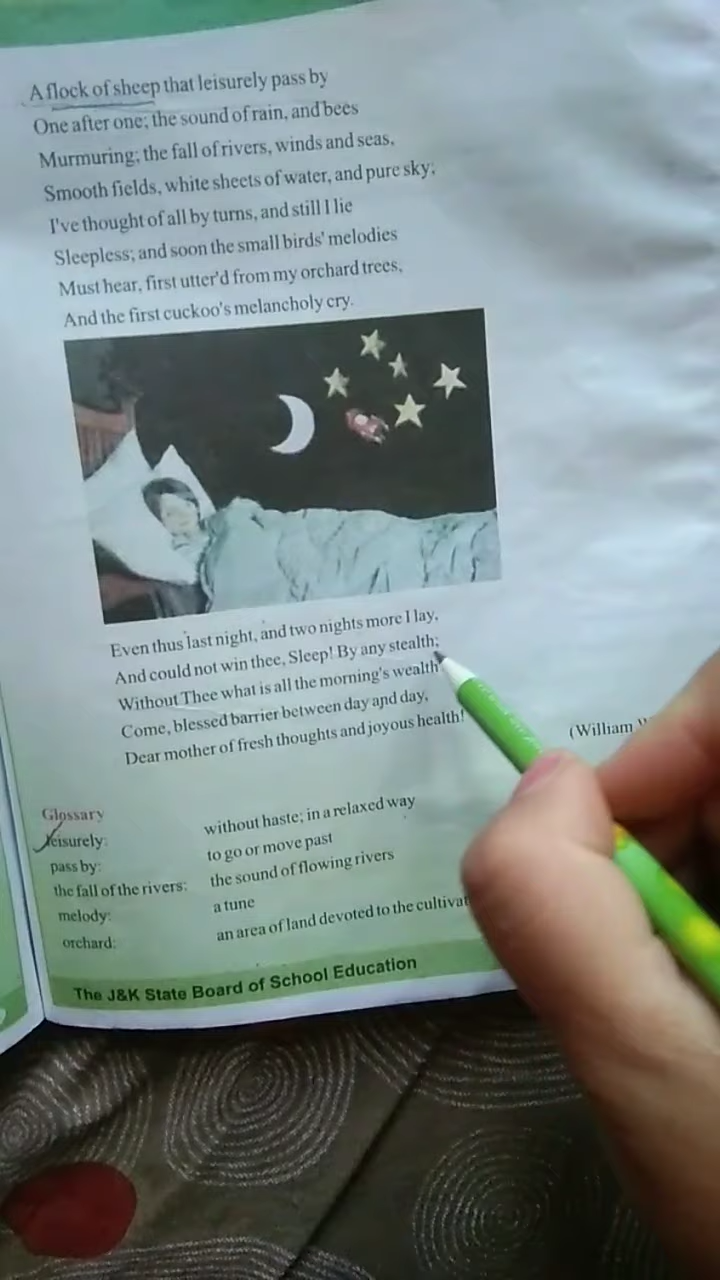 A flock of sheep that leisurely pass by
One after one; the sound of rain, and bees
Murmuring; the fall of rivers, winds and seas,
Smooth fields, white sheets of water, and pure sky;
I've thought of all by turns, and still I lie
Sleepless; and soon the small birds' melodies
Must hear, first utter'd from my orchard trees,
And the first cuckoo's melancholy cry.
Even thus last night, and two nights more I lay,
And could not win thee, Sleep! By any stealth;
Without Thee what is all the morning's wealth
Come, blessed barrier between day and day,
Dear mother of fresh thoughts and joyous health!
(William
Glossary
leisurely: without haste; in a relaxed way
pass by: to go or move past
the fall of the rivers: the sound of flowing rivers
melody: a tune
orchard: an area of land devoted to the
The J&K State Board of School Education